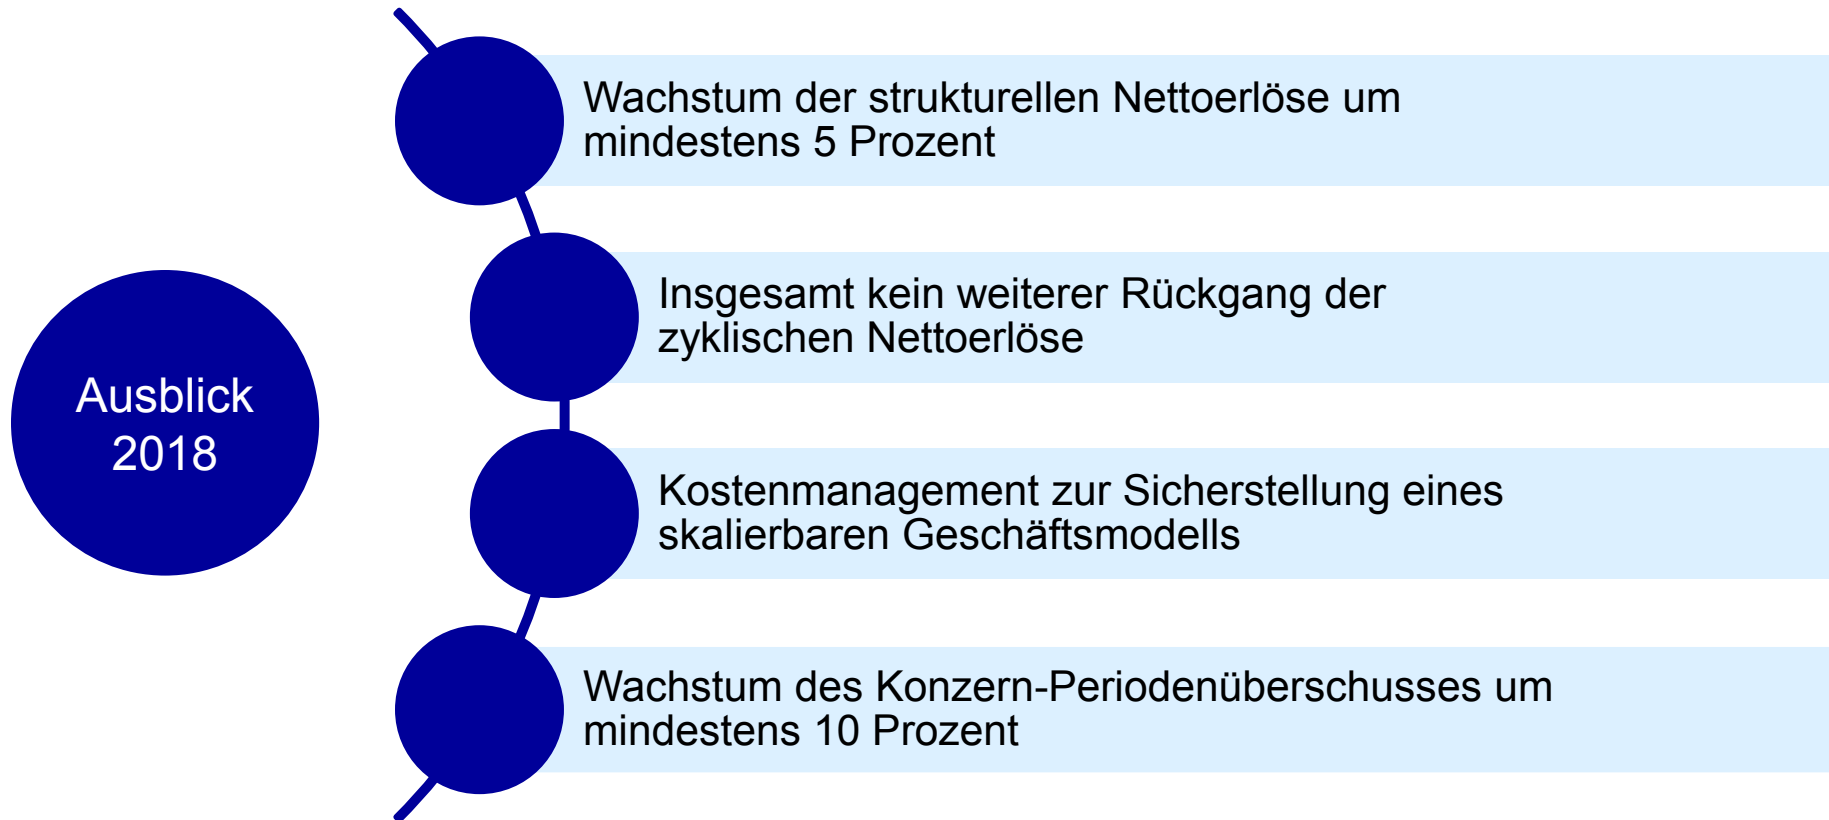 Ausblick
2018
Wachstum der strukturellen Nettoerlöse um
mindestens 5 Prozent
Insgesamt kein weiterer Rückgang der
zyklischen Nettoerlöse
Kostenmanagement zur Sicherstellung eines
skalierbaren Geschäftsmodells
Wachstum des Konzern-Periodenüberschusses um
mindestens 10 Prozent